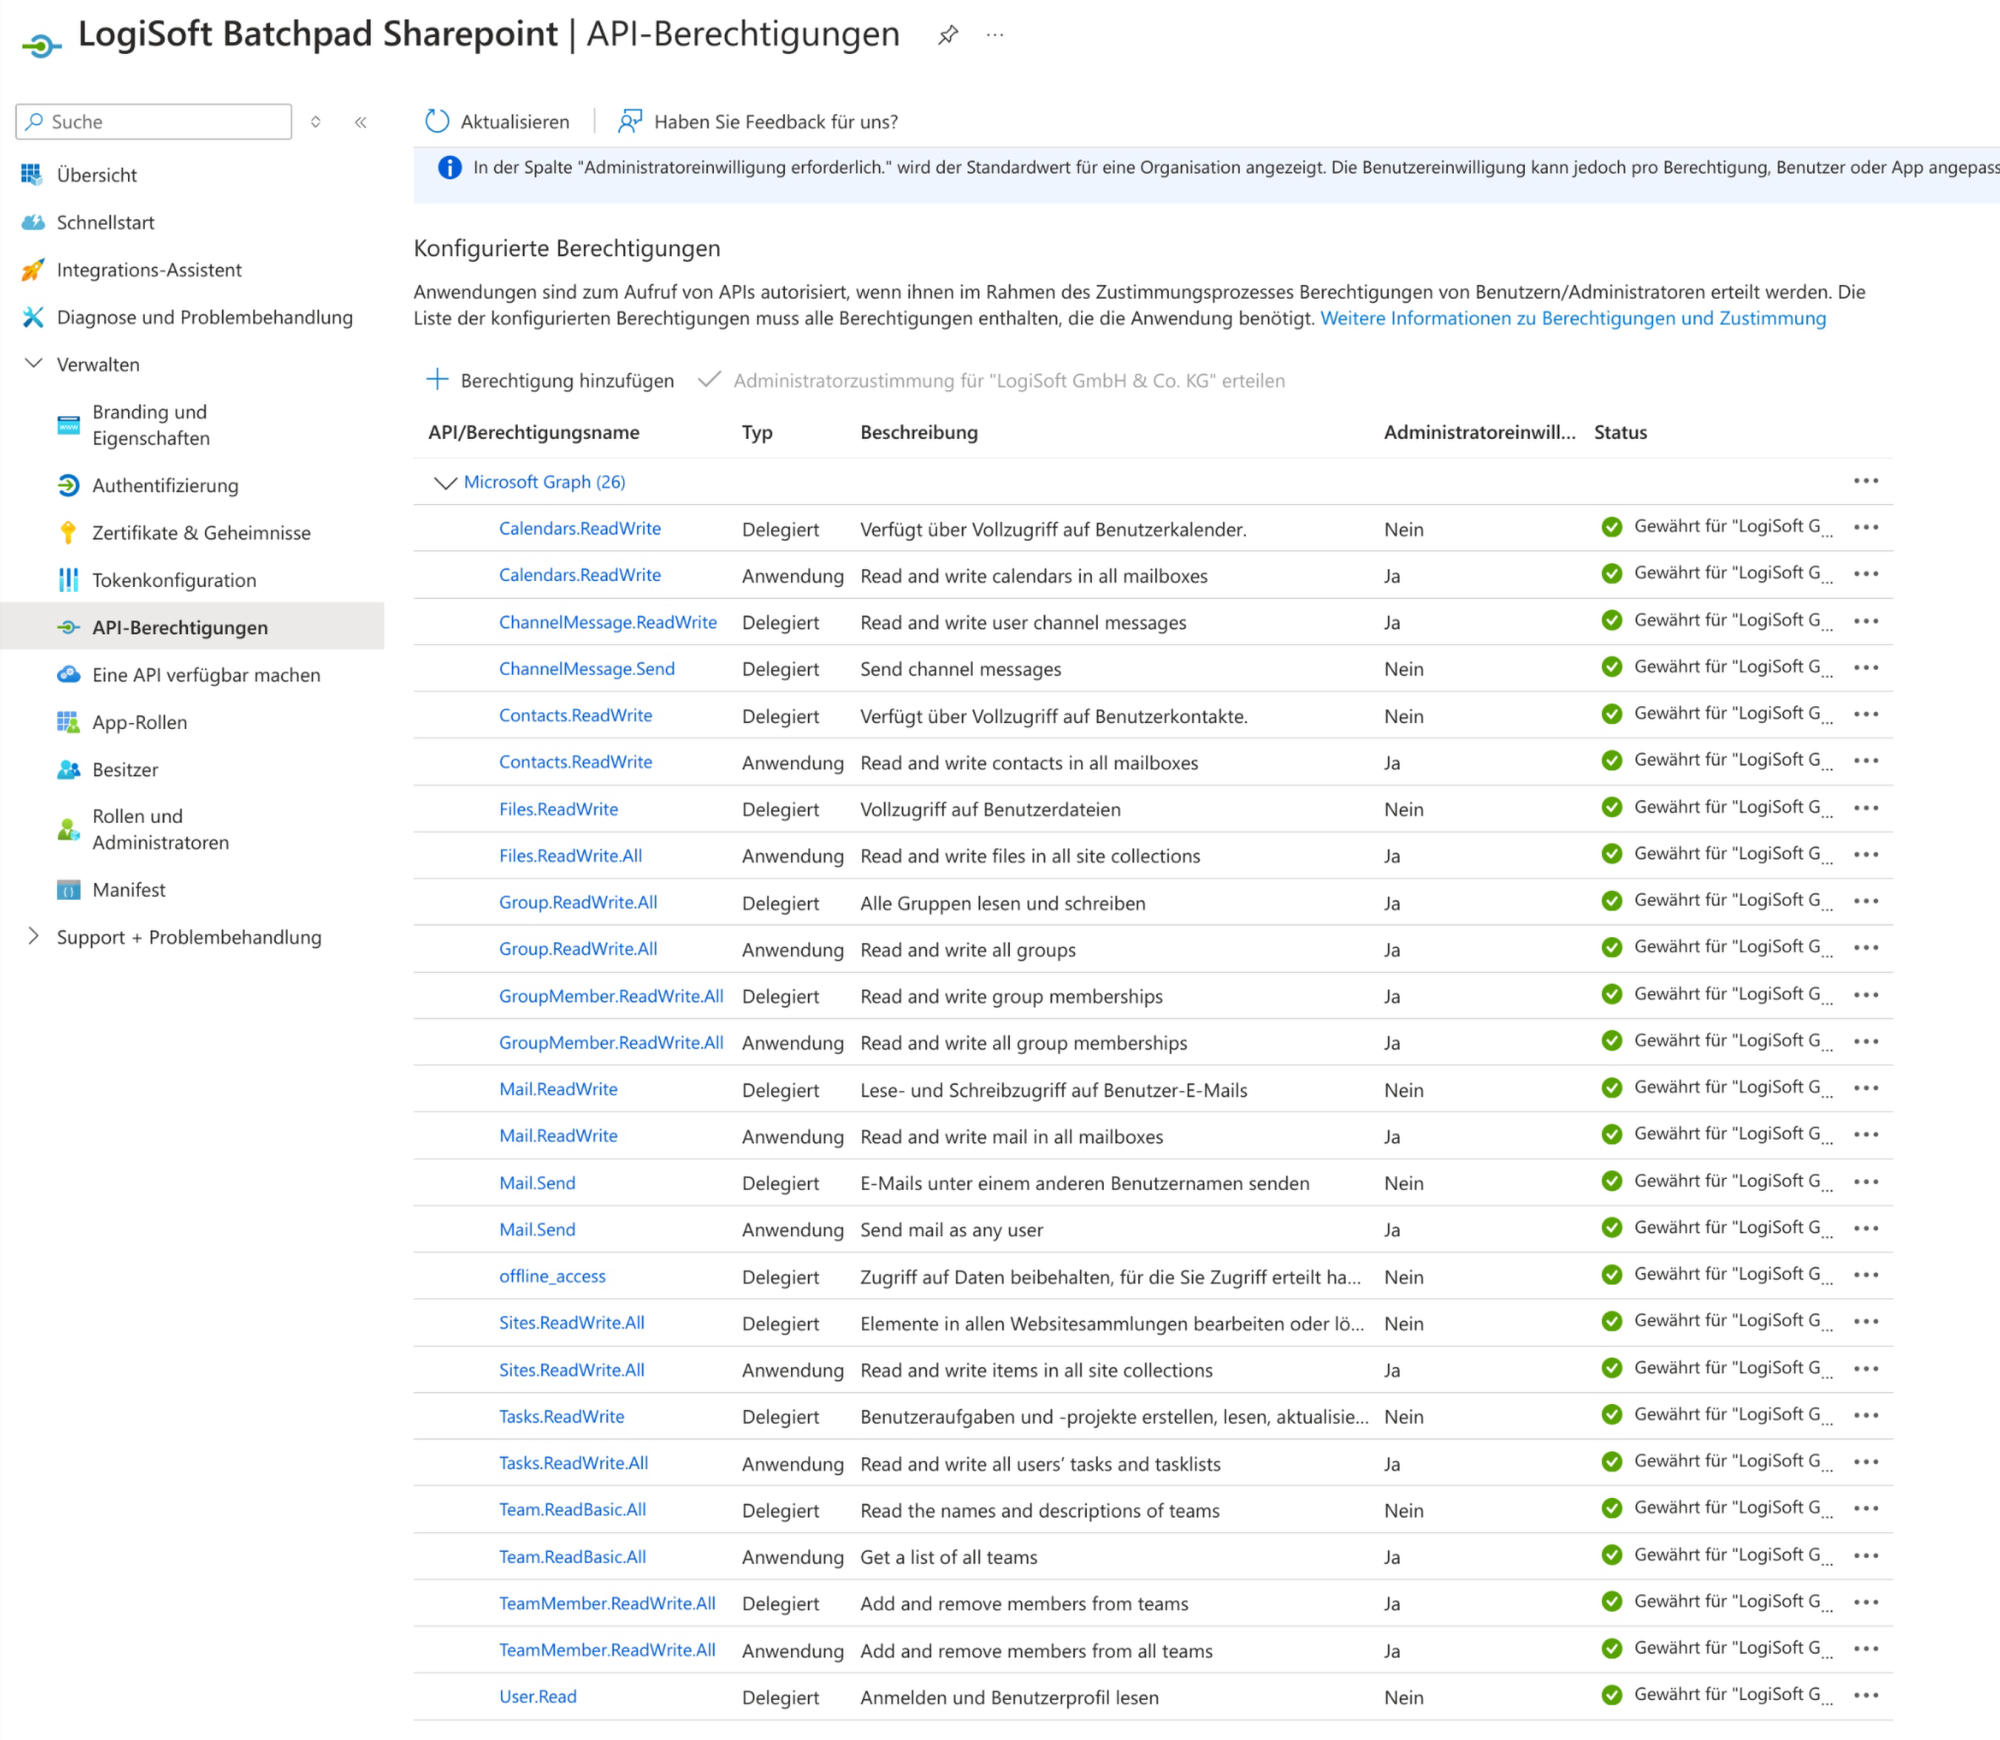 LogiSoft Batchpad Sharepoint | API-Berechtigungen
Suche
Aktualisieren
Haben Sie Feedback für uns?
In der Spalte "Administratoreinwilligung erforderlich." wird der Standardwert für eine Organisation angezeigt. Die Benutzereinwilligung kann jedoch pro Berechtigung, Benutzer oder App angepass
Übersicht
Schnellstart
Integrations-Assistent
Diagnose und Problembehandlung
Verwalten
Branding und
Eigenschaften
Authentifizierung
Zertifikate & Geheimnisse
Tokenkonfiguration
API-Berechtigungen
Eine API verfügbar machen
App-Rollen
Besitzer
Rollen und
Administratoren
Manifest
Support + Problembehandlung
Konfigurierte Berechtigungen
Anwendungen sind zum Aufruf von APIs autorisiert, wenn ihnen im Rahmen des Zustimmungsprozesses Berechtigungen von Benutzern/Administratoren erteilt werden. Die
Liste der konfigurierten Berechtigungen muss alle Berechtigungen enthalten, die die Anwendung benötigt. Weitere Informationen zu Berechtigungen und Zustimmung
Berechtigung hinzufügen
Administratorzustimmung für "LogiSoft GmbH & Co. KG" erteilen
API/Berechtigungsname Typ Beschreibung Administratoreinwill... Status
Microsoft Graph (26)
Calendars.ReadWrite Delegiert Verfügt über Vollzugriff auf Benutzerkalender. Nein Gewährt für "LogiSoft G...
Calendars.ReadWrite Anwendung Read and write calendars in all mailboxes Ja Gewährt für "LogiSoft G...
ChannelMessage.ReadWrite Delegiert Read and write user channel messages Ja Gewährt für "LogiSoft G...
ChannelMessage.Send Delegiert Send channel messages Nein Gewährt für "LogiSoft G...
Contacts.ReadWrite Delegiert Verfügt über Vollzugriff auf Benutzerkontakte. Nein Gewährt für "LogiSoft G...
Contacts.ReadWrite Anwendung Read and write contacts in all mailboxes Ja Gewährt für "LogiSoft G...
Files.ReadWrite Delegiert Vollzugriff auf Benutzerdateien Nein Gewährt für "LogiSoft G...
Files.ReadWrite.All Anwendung Read and write files in all site collections Ja Gewährt für "LogiSoft G...
Group.ReadWrite.All Delegiert Alle Gruppen lesen und schreiben Ja Gewährt für "LogiSoft G...
Group.ReadWrite.All Anwendung Read and write all groups Ja Gewährt für "LogiSoft G...
GroupMember.ReadWrite.All Delegiert Read and write group memberships Ja Gewährt für "LogiSoft G...
GroupMember.ReadWrite.All Anwendung Read and write all group memberships Ja Gewährt für "LogiSoft G...
Mail.ReadWrite Delegiert Lese- und Schreibzugriff auf Benutzer-E-Mails Nein Gewährt für "LogiSoft G...
Mail.ReadWrite Anwendung Read and write mail in all mailboxes Ja Gewährt für "LogiSoft G...
Mail.Send Delegiert E-Mails unter einem anderen Benutzernamen senden Nein Gewährt für "LogiSoft G...
Mail.Send Anwendung Send mail as any user Ja Gewährt für "LogiSoft G...
offline_access Delegiert Zugriff auf Daten beibehalten, für die Sie Zugriff erteilt ha... Nein Gewährt für "LogiSoft G...
Sites.ReadWrite.All Delegiert Elemente in allen Websitesammlungen bearbeiten oder lö... Nein Gewährt für "LogiSoft G...
Sites.ReadWrite.All Anwendung Read and write items in all site collections Ja Gewährt für "LogiSoft G...
Tasks.ReadWrite Delegiert Benutzeraufgaben und -projekte erstellen, lesen, aktualisie... Nein Gewährt für "LogiSoft G...
Tasks.ReadWrite.All Anwendung Read and write all users' tasks and tasklists Ja Gewährt für "LogiSoft G...
Team.ReadBasic.All Delegiert Read the names and descriptions of teams Nein Gewährt für "LogiSoft G...
Team.ReadBasic.All Anwendung Get a list of all teams Ja Gewährt für "LogiSoft G...
TeamMember.ReadWrite.All Delegiert Add and remove members from teams Ja Gewährt für "LogiSoft G...
TeamMember.ReadWrite.All Anwendung Add and remove members from all teams Ja Gewährt für "LogiSoft G...
User.Read Delegiert Anmelden und Benutzerprofil lesen Nein Gewährt für "LogiSoft G...